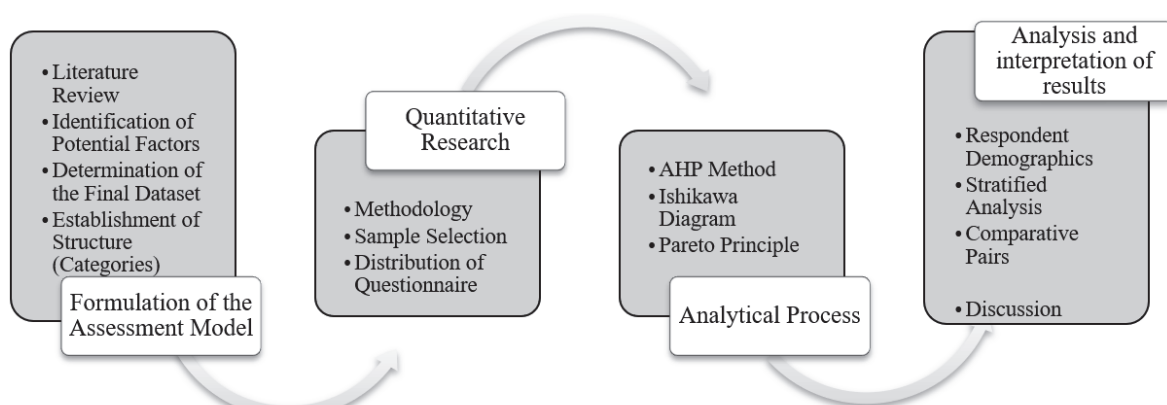 • Literature
Review
• Identification of
Potential Factors
• Determination of
the Final Dataset
• Establishment of
Structure
(Categories)
Formulation of the
Assessment Model
Quantitative
Research
• Methodology
• Sample Selection
• Distribution of
Questionnaire
• AHP Method
• Ishikawa
Diagram
• Pareto Principle
Analytical Process
Analysis and
interpretation of
results
• Respondent
Demographics
• Stratified
Analysis
• Comparative
Pairs
• Discussion